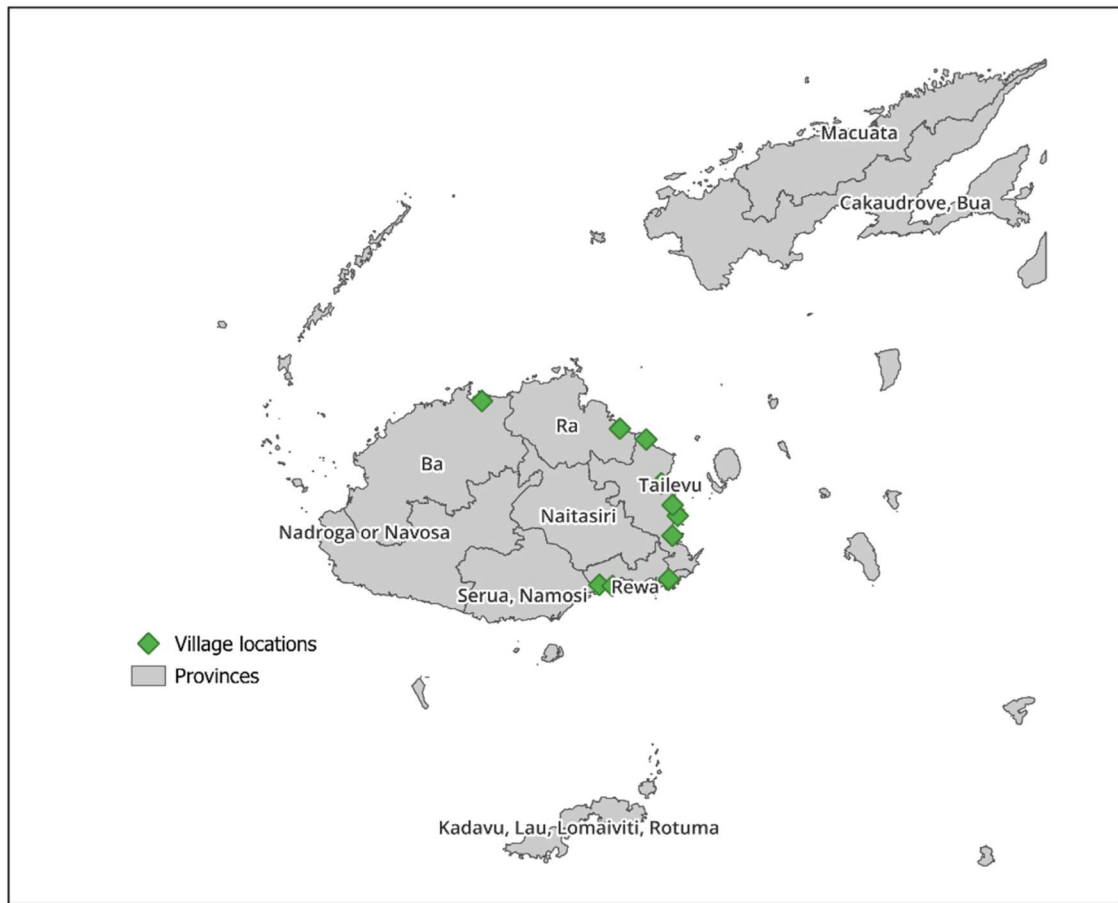 Macuata
Cakaudrove, Bua
Ra
Ba
Tailevu
Naitasiri
Nadroga or Navosa
Rewa
Serua, Namosi
Village locations
Provinces
Kadavu, Lau, Lomaiviti, Rotuma